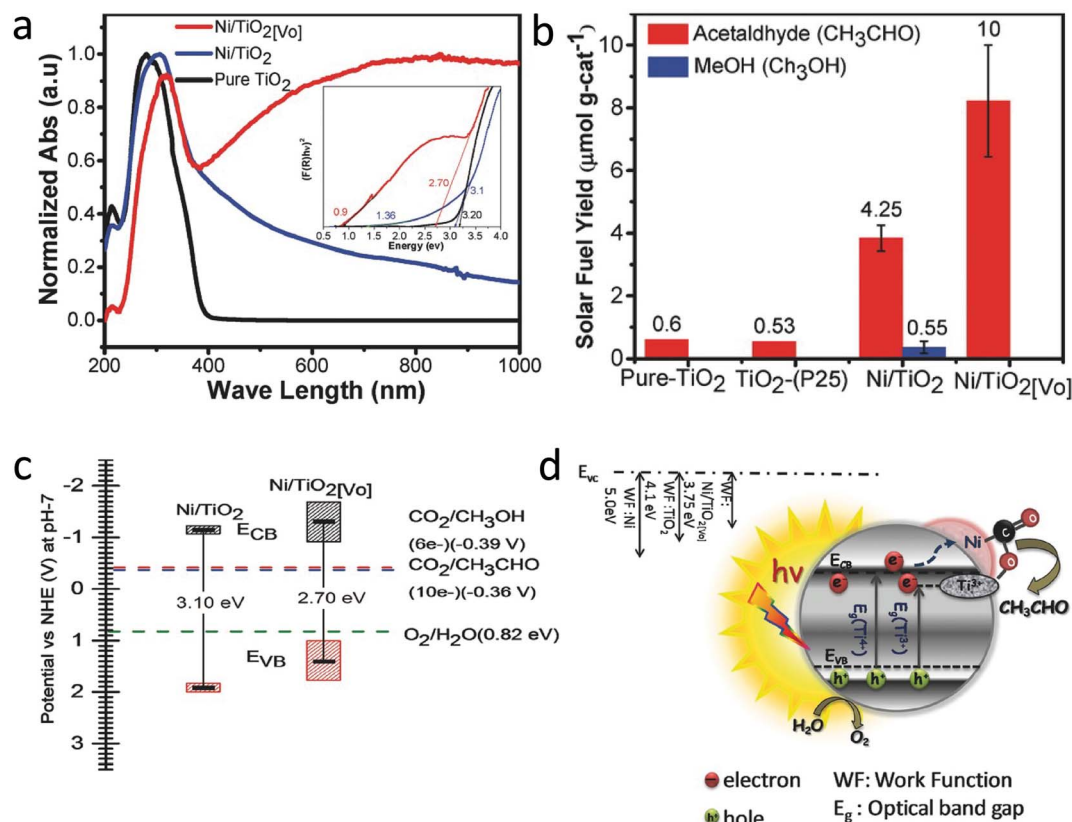 a
Ni/TiO2[Vo]
Ni/TiO2
Pure TiO2
Normalized Abs (a.u)
1.0
0.8
0.6
0.4
0.2
0.0
200 400 600 800 1000
Wave Length (nm)
(F(R)hν)²
2.70
3.1
0.9
1.36
3.20
0.5 1.0 1.5 2.0 2.5 3.0 3.5 4.0
Energy (ev)
b
Acetaldhyde (CH3CHO)
MeOH (Ch3OH)
Solar Fuel Yield (μmol g-cat⁻¹)
10
8
6
4
2
0
0.6
0.53
4.25
0.55
10
Pure-TiO2 TiO2-(P25) Ni/TiO2 Ni/TiO2[Vo]
c
Potential vs NHE (V) at pH-7
-2
-1
0
1
2
3
Ni/TiO2
Ni/TiO2[Vo]
ECB
3.10 eV
2.70 eV
EVB
CO2/CH3OH
(6e-)(-0.39 V)
CO2/CH3CHO
(10e-)(-0.36 V)
O2/H2O(0.82 eV)
d
EVC
WF:Ni
5.0eV
WF:TiO2
4.1 eV
WF:
Ni/TiO2[Vo]
3.75 eV
hν
ECB
e⁻
e⁻
e⁻
Ni
C
O
O
Ti³⁺
CH3CHO
Eg(Ti⁴⁺)
Eg(Ti³⁺)
EVB
h⁺ h⁺ h⁺
H2O
O2
electron
WF: Work Function
h⁺ hole
Eg : Optical band gap